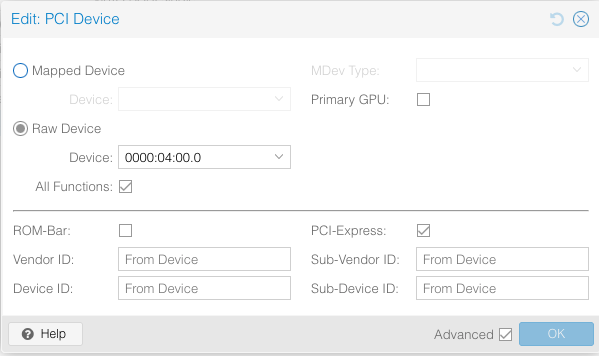 Edit: PCI Device
Mapped Device MDev Type:
Device: Primary GPU:
Raw Device
Device: 0000:04:00.0
All Functions:
ROM-Bar: PCI-Express:
Vendor ID: From Device Sub-Vendor ID: From Device
Device ID: From Device Sub-Device ID: From Device
Help Advanced OK